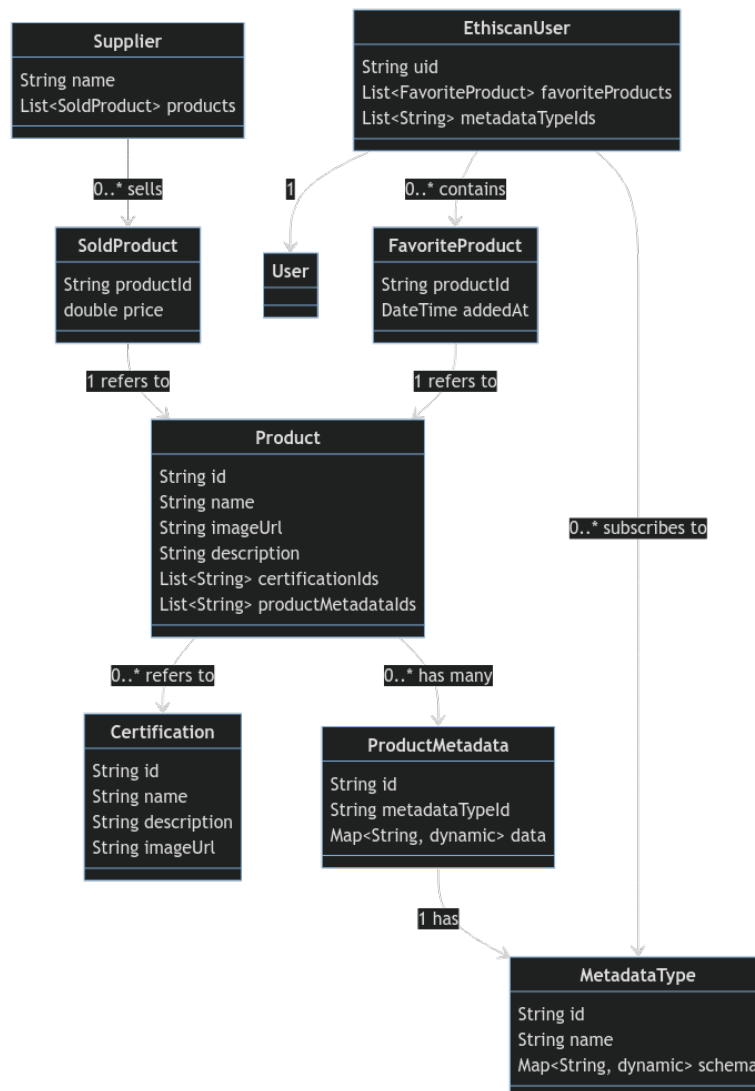 Supplier
String name
List<SoldProduct> products
EthiscanUser
String uid
List<FavoriteProduct> favoriteProducts
List<String> metadataTypeIds
0..* sells
1
0..* contains
SoldProduct
String productId
double price
User
FavoriteProduct
String productId
DateTime addedAt
1 refers to
1 refers to
Product
String id
String name
String imageUrl
String description
List<String> certificationIds
List<String> productMetadataIds
0..* subscribes to
0..* refers to
0..* has many
Certification
String id
String name
String description
String imageUrl
ProductMetadata
String id
String metadataTypeId
Map<String, dynamic> data
1 has
MetadataType
String id
String name
Map<String, dynamic> schema